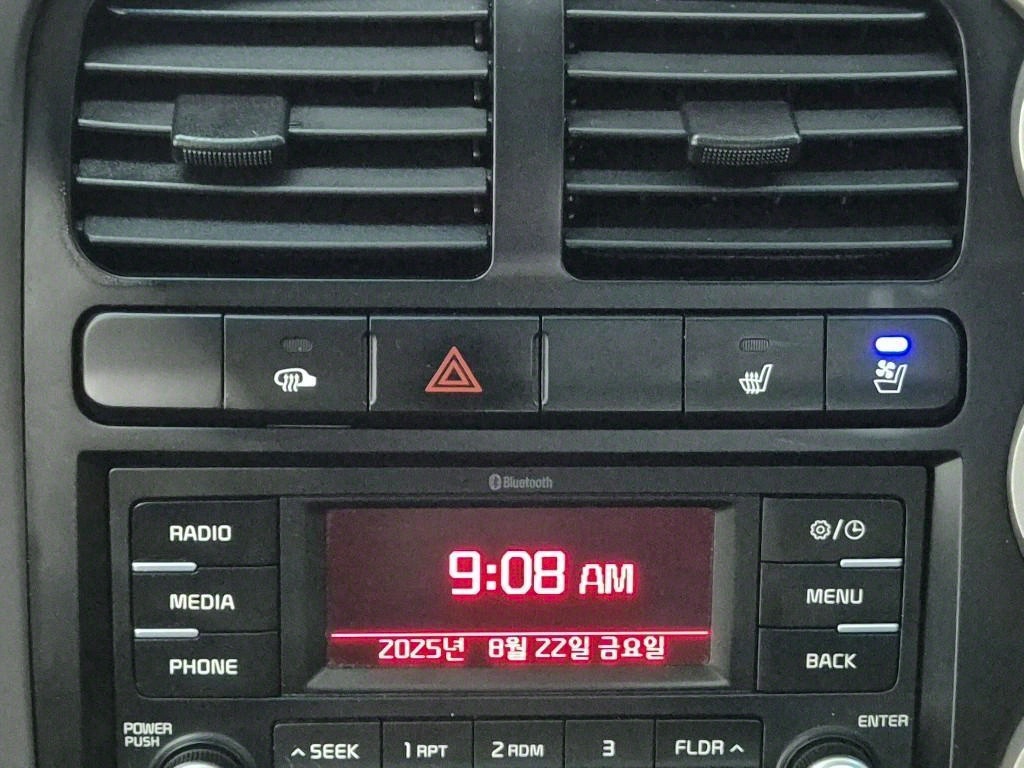 Bluetooth
RADIO
9:08 AM
MEDIA
MENU
2025년 8월 22일 금요일
PHONE
BACK
POWER
PUSH
ENTER
SEEK
1 RPT
2 RDM
3
FLDR